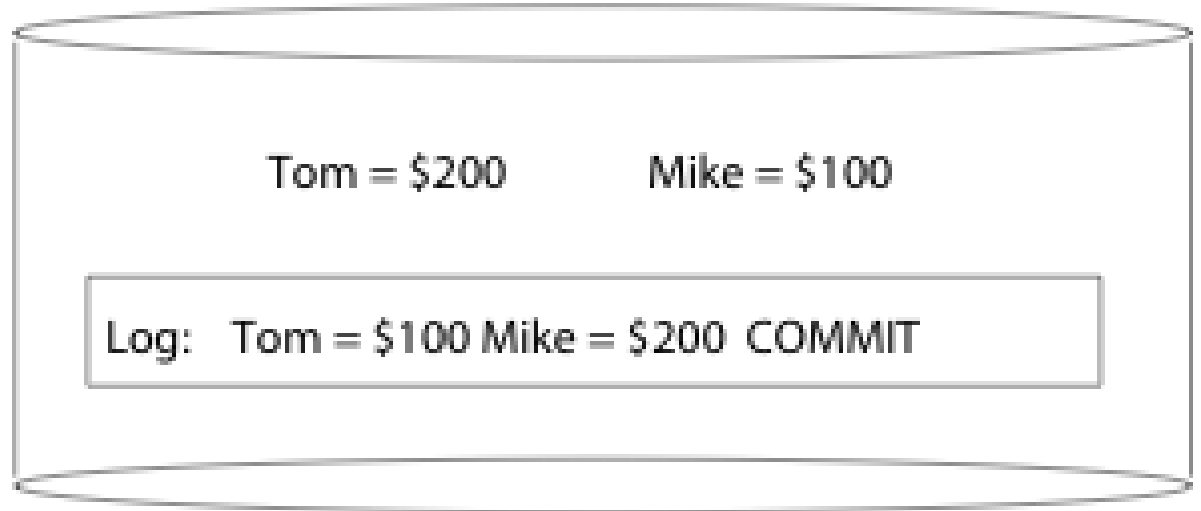 Tom = $200 Mike = $100
Log: Tom = $100 Mike = $200 COMMIT